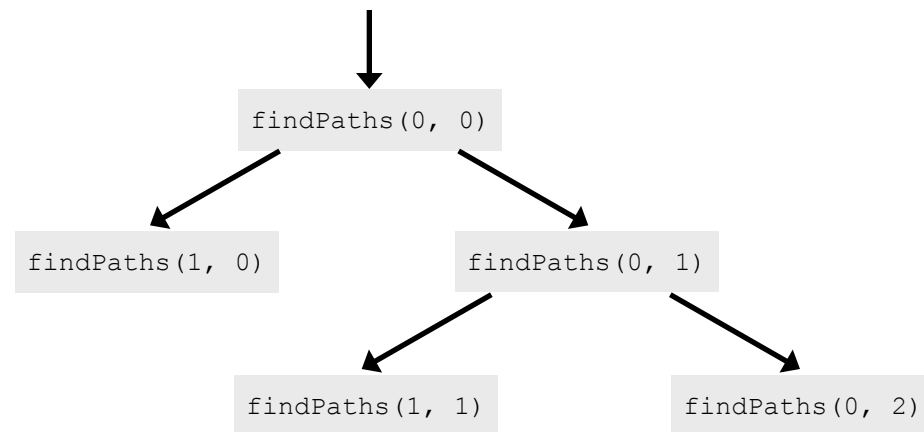 findPaths(0, 0)
findPaths(1, 0)
findPaths(0, 1)
findPaths(1, 1)
findPaths(0, 2)